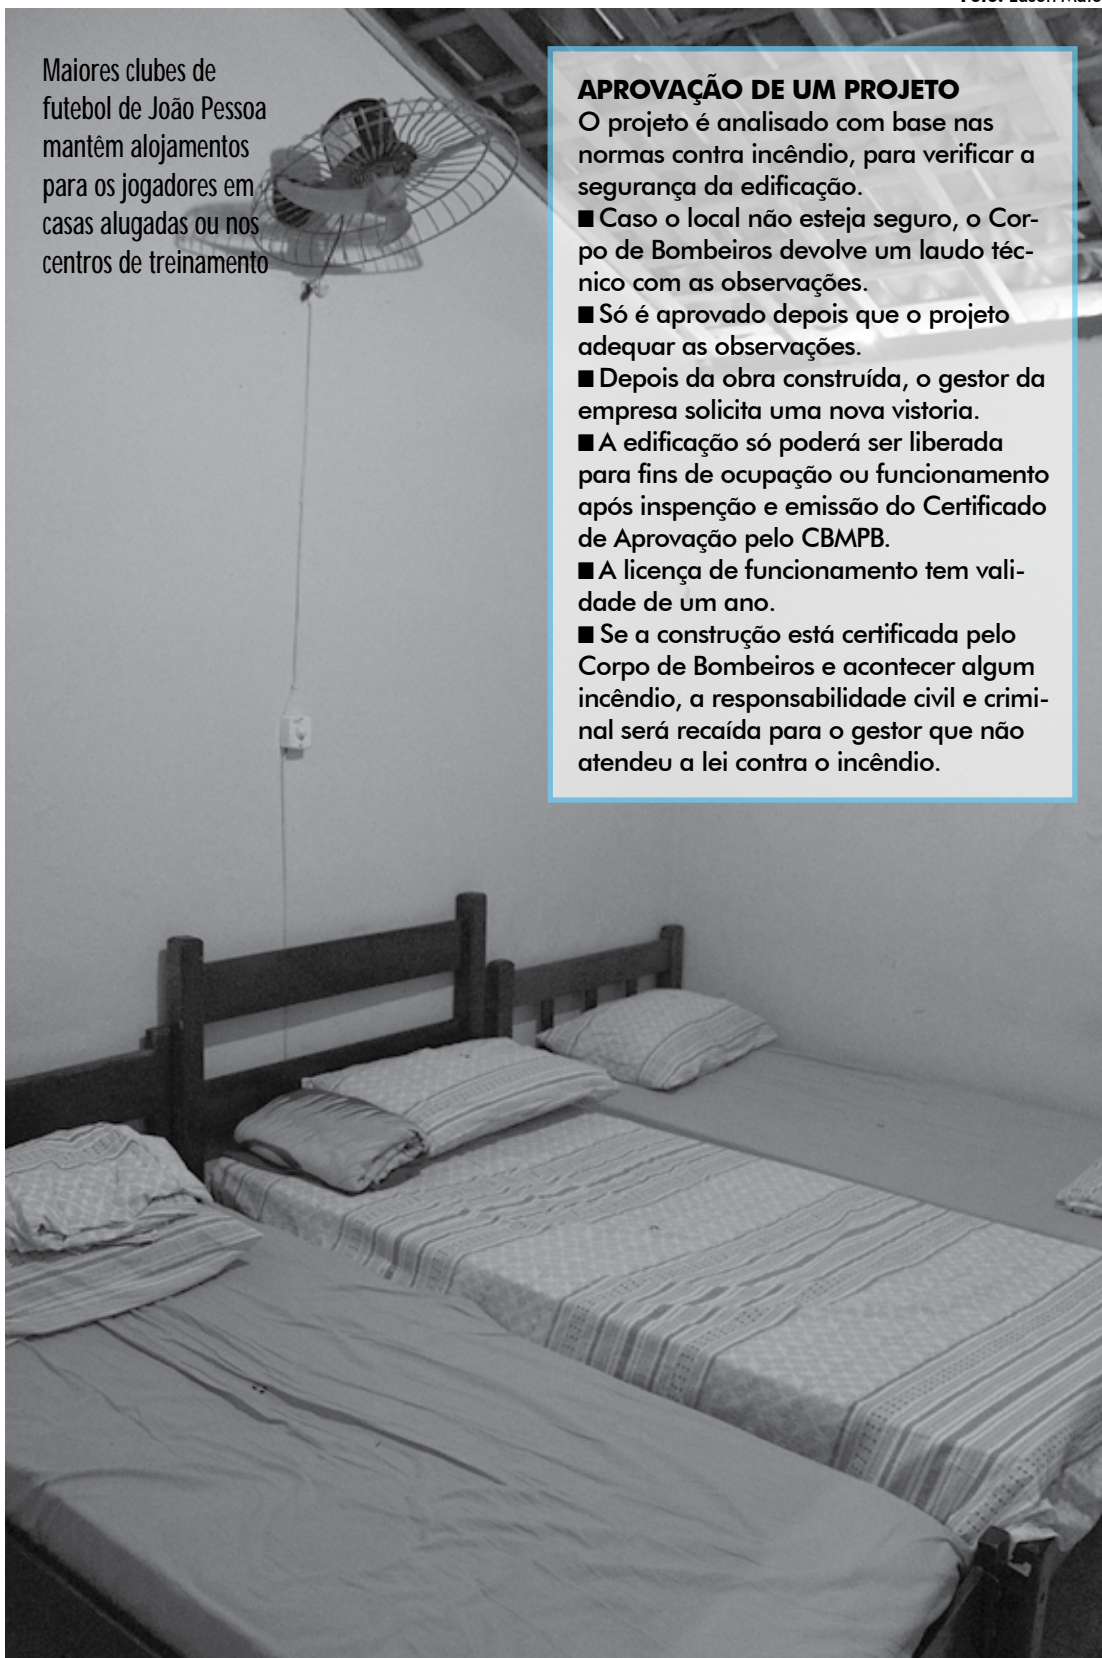 Maiores clubes de
futebol de João Pessoa
mantêm alojamentos
para os jogadores em
casas alugadas ou nos
centros de treinamento
APROVAÇÃO DE UM PROJETO
O projeto é analisado com base nas
normas contra incêndio, para verificar a
segurança da edificação.
■ Caso o local não esteja seguro, o Cor-
po de Bombeiros devolve um laudo téc-
nico com as observações.
■ Só é aprovado depois que o projeto
adequar as observações.
■ Depois da obra construída, o gestor da
empresa solicita uma nova vistoria.
■ A edificação só poderá ser liberada
para fins de ocupação ou funcionamento
após inspenção e emissão do Certificado
de Aprovação pelo CBMPB.
■ A licença de funcionamento tem vali-
dade de um ano.
■ Se a construção está certificada pelo
Corpo de Bombeiros e acontecer algum
incêndio, a responsabilidade civil e crimi-
nal será recaída para o gestor que não
atendeu a lei contra o incêndio.